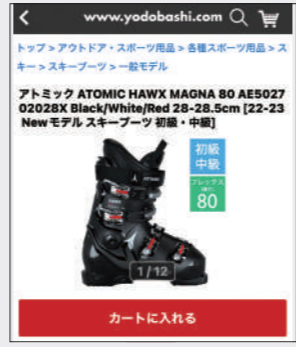 www.yodobashi.com
トップ > アウトドア・スポーツ用品 > 各種スポーツ用品 > ス
キー > スキーブーツ > 一般モデル
アトミック ATOMIC HAWX MAGNA 80 AE5027
02028X Black/White/Red 28-28.5cm [22-23
Newモデル スキーブーツ 初級・中級]
初級
中級
フレックス
80
1/12
カートに入れる